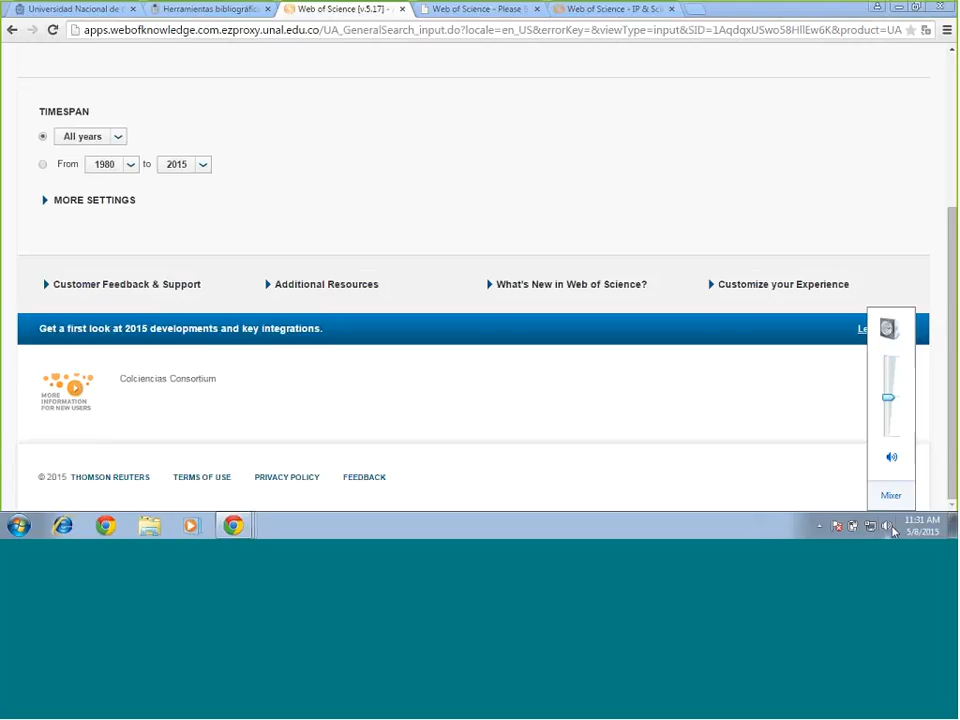 Universidad Nacional de
Herramientas bibliográfic
Web of Science [v.5.17] -
Web of Science - Please
Web of Science - IP & Sci
apps.webofknowledge.com.ezproxy.unal.edu.co/UA_GeneralSearch_input.do?locale=en_US&errorKey=&viewType=input&SID=1AqdqxUSwo58HllEw6K&product=UA
TIMESPAN
All years
From 1980 to 2015
MORE SETTINGS
Customer Feedback & Support
Additional Resources
What's New in Web of Science?
Customize your Experience
Get a first look at 2015 developments and key integrations.
Le
MORE
INFORMATION
FOR NEW USERS
Colciencias Consortium
© 2015 THOMSON REUTERS TERMS OF USE PRIVACY POLICY FEEDBACK
Mixer
11:31 AM
5/8/2015